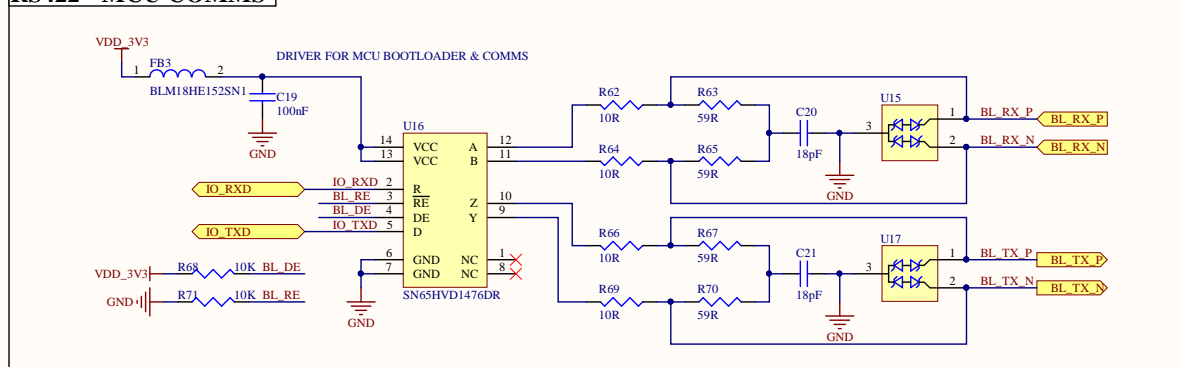 RS422 - MCU COMMS
VDD_3V3
DRIVER FOR MCU BOOTLOADER & COMMS
FB3
1 2
BLM18HE152SN1
C19
100nF
GND
U16
14 VCC A 12
13 VCC B 11
IO_RXD IO_RXD 2 R
BL_RE 3 RE Z 10
BL_DE 4 DE Y 9
IO_TXD IO_TXD 5 D
6 GND NC 1
7 GND NC 8
SN65HVD1476DR
GND
VDD_3V3 R68 10K BL_DE
GND R71 10K BL_RE
R62
10R
R63
59R
R64
10R
R65
59R
C20
18pF
GND
U15
3 1 2
BL_RX_P BL_RX_P
BL_RX_N BL_RX_N
R66
10R
R67
59R
R69
10R
R70
59R
C21
18pF
GND
U17
3 1 2
BL_TX_P BL_TX_P
BL_TX_N BL_TX_N